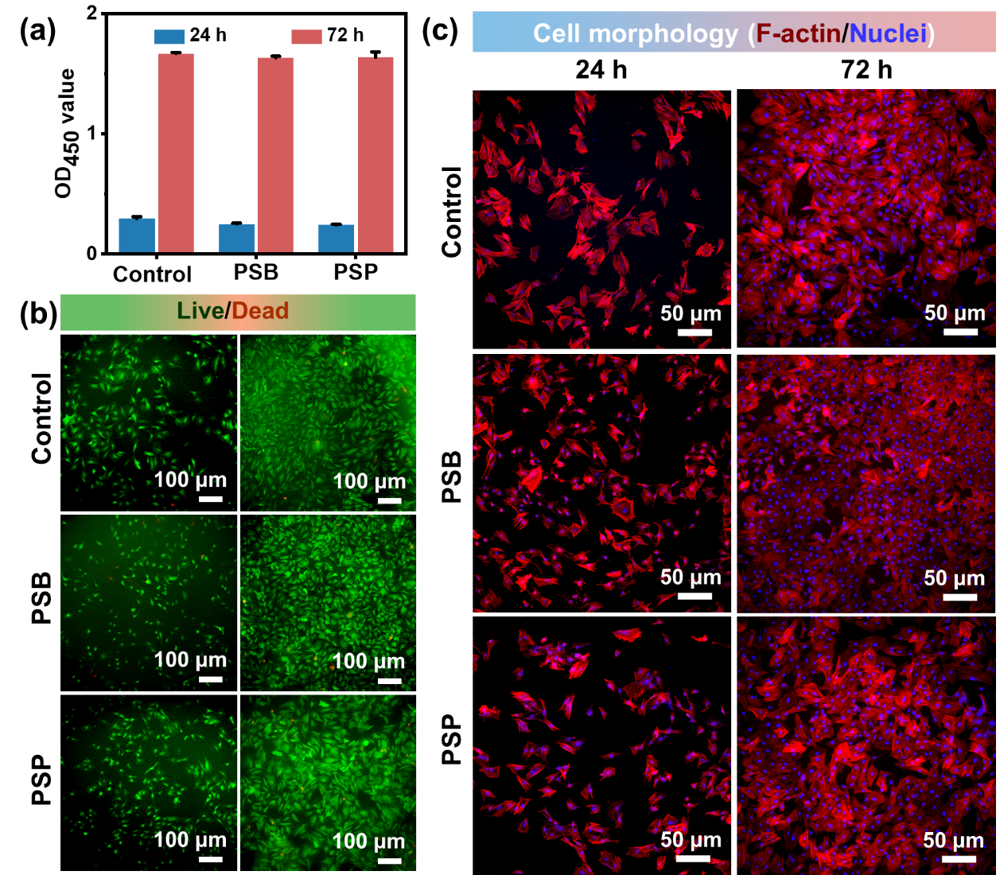 (a)
2
1
0
OD450 value
24 h
72 h
Control
PSB
PSP
(b)
Live/Dead
Control
100 μm
100 μm
PSB
100 μm
100 μm
PSP
100 μm
100 μm
(c)
Cell morphology (F-actin/Nuclei)
24 h
72 h
Control
50 μm
50 μm
PSB
50 μm
50 μm
PSP
50 μm
50 μm